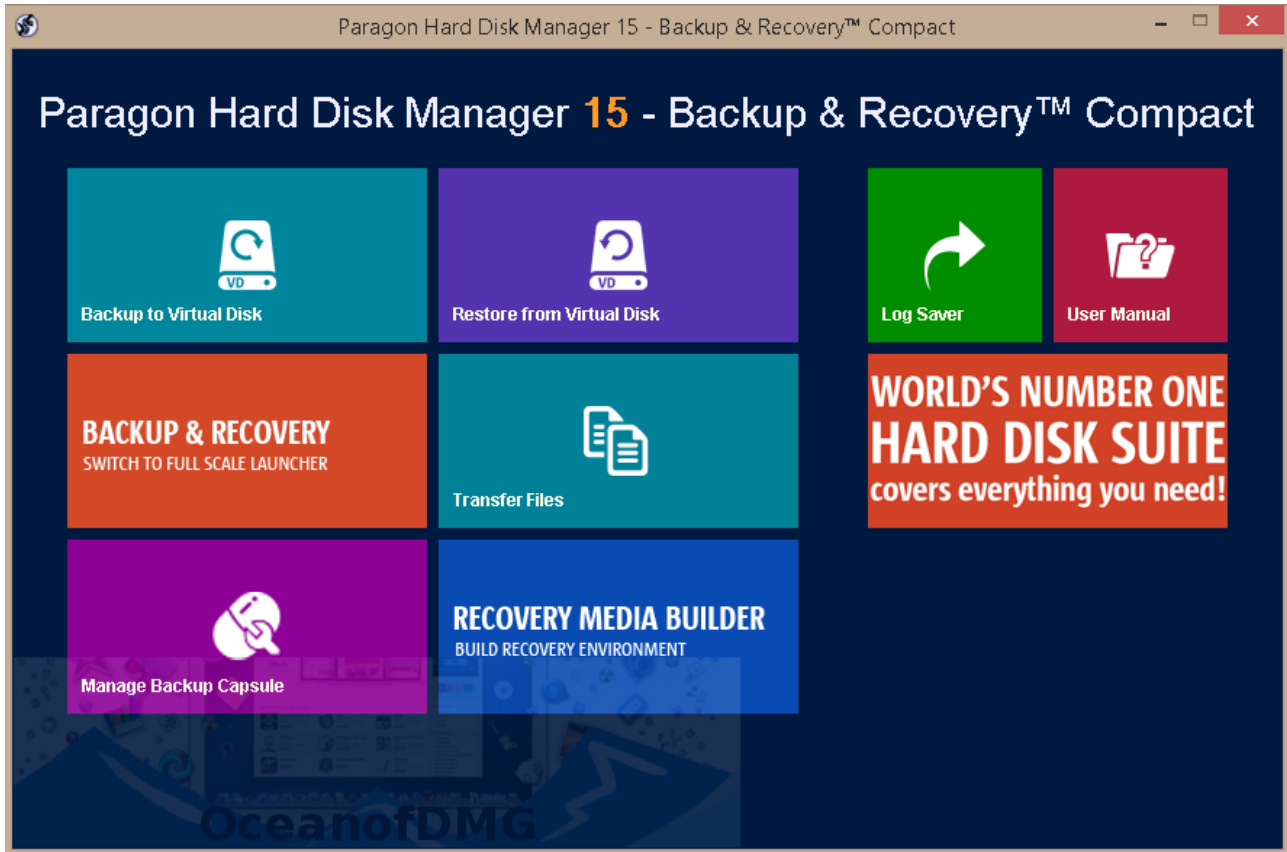 Paragon Hard Disk Manager 15 - Backup & Recovery™ Compact
Paragon Hard Disk Manager 15 - Backup & Recovery™ Compact
VD
Backup to Virtual Disk
VD
Restore from Virtual Disk
Log Saver
User Manual
BACKUP & RECOVERY
SWITCH TO FULL SCALE LAUNCHER
Transfer Files
WORLD'S NUMBER ONE
HARD DISK SUITE
covers everything you need!
Manage Backup Capsule
RECOVERY MEDIA BUILDER
BUILD RECOVERY ENVIRONMENT
OceanofDMG